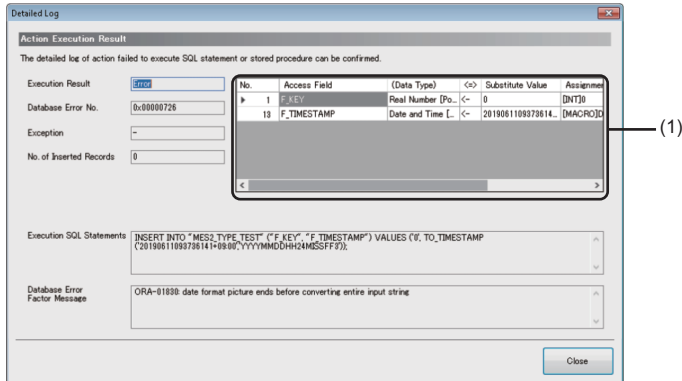 Detailed Log
Action Execution Result
The detailed log of action failed to execute SQL statement or stored procedure can be confirmed.
Execution Result Error
Database Error No. 0x00000726
Exception -
No. of Inserted Records 0
No. Access Field (Data Type) <=> Substitute Value Assignmen
1 F_KEY Real Number [Po... <- 0 [INT]0
13 F_TIMESTAMP Date and Time [... <- 2019061109378614... [MACRO]D
(1)
Execution SQL Statements INSERT INTO "MES2_TYPE_TEST" ("F_KEY", "F_TIMESTAMP") VALUES ('0', TO_TIMESTAMP
('20190611093786141+09:00','YYYYMMDDHH24MISSFF3'));
Database Error
Factor Message
ORA-01830: date format picture ends before converting entire input string
Close